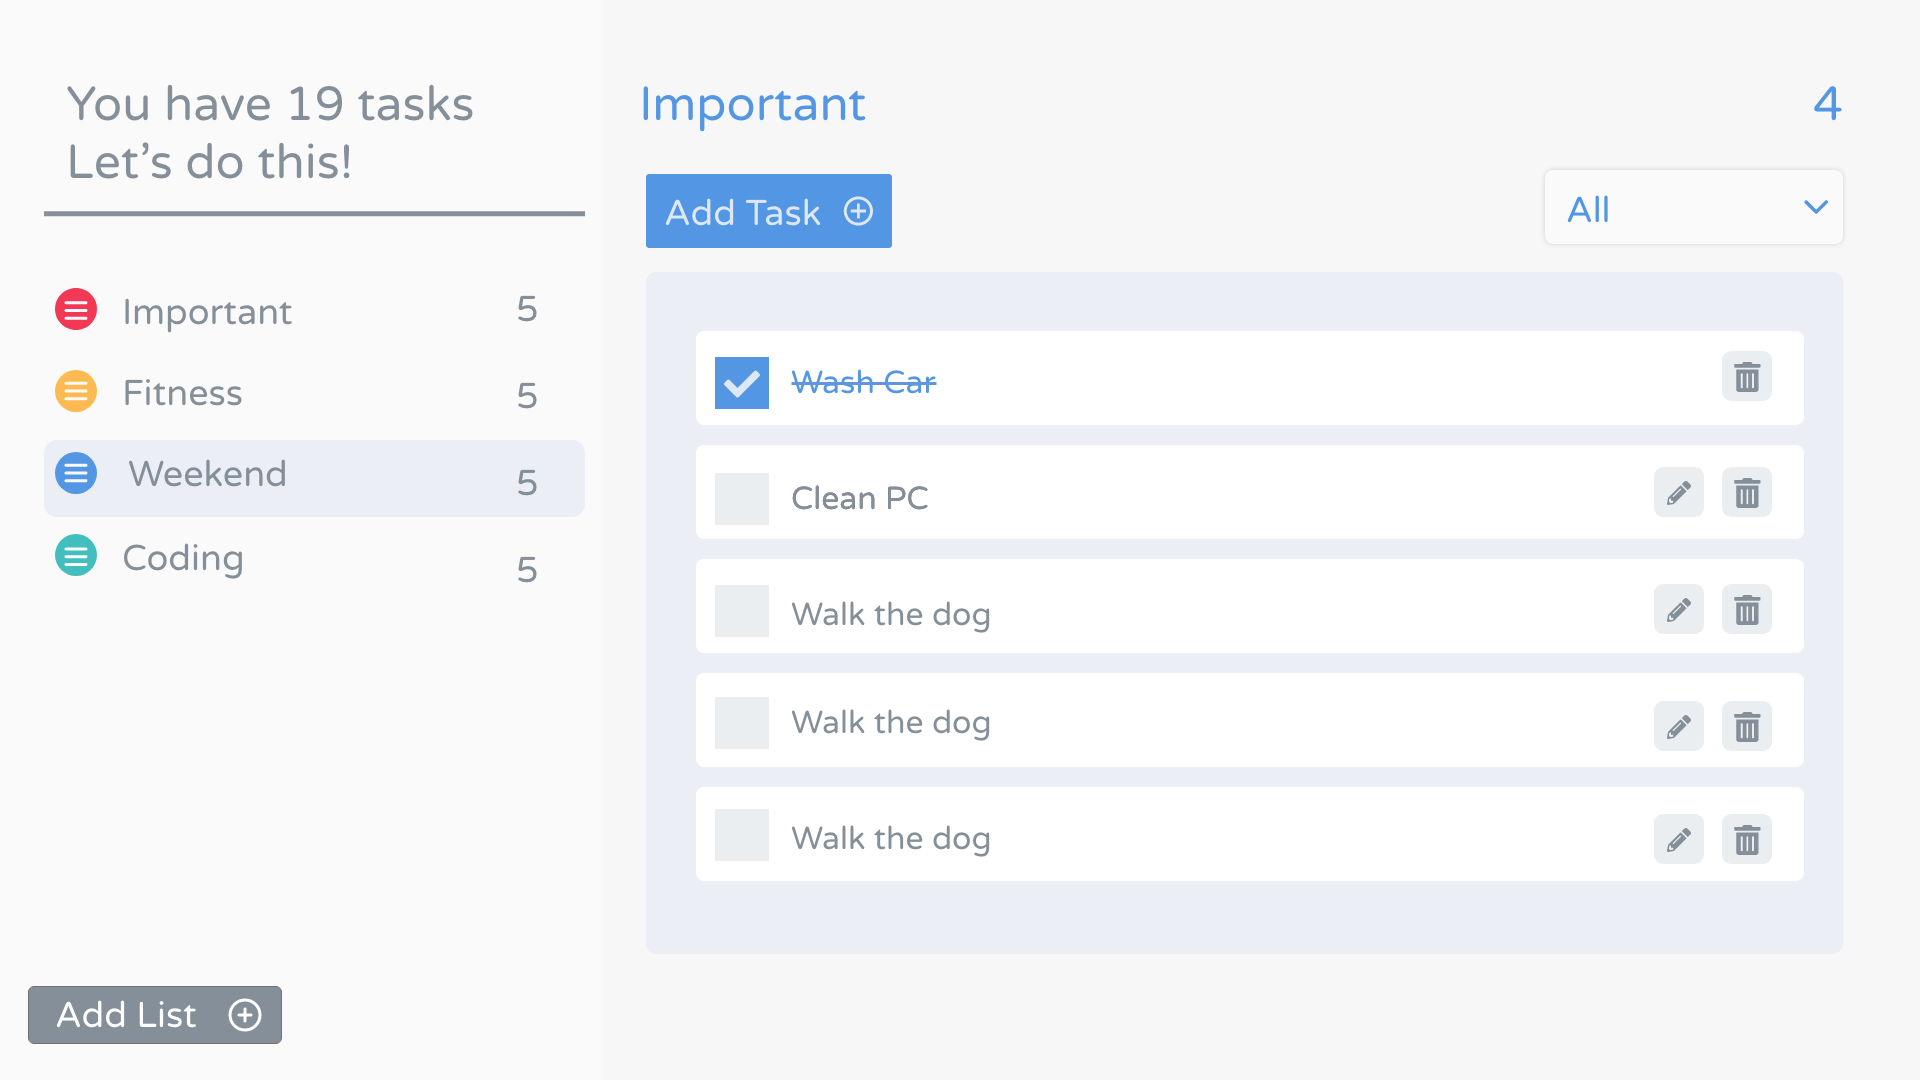 You have 19 tasks
Let’s do this!
Important 5
Fitness 5
Weekend 5
Coding 5
Add List
Important 4
Add Task
All
Wash Car
Clean PC
Walk the dog
Walk the dog
Walk the dog